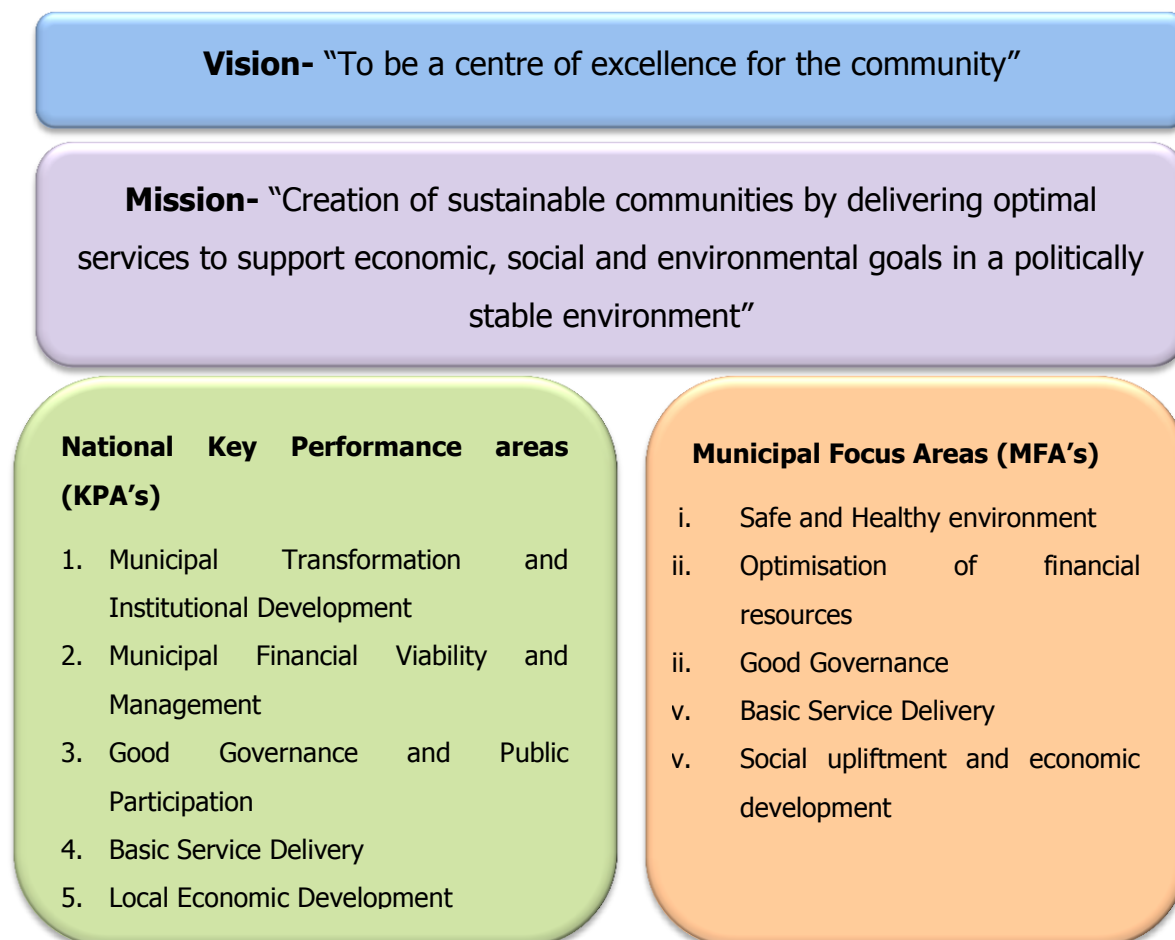 Vision- “To be a centre of excellence for the community”
Mission- “Creation of sustainable communities by delivering optimal
services to support economic, social and environmental goals in a politically
stable environment”
National Key Performance areas
(KPA’s)
1. Municipal Transformation and
Institutional Development
2. Municipal Financial Viability and
Management
3. Good Governance and Public
Participation
4. Basic Service Delivery
5. Local Economic Development
Municipal Focus Areas (MFA’s)
i. Safe and Healthy environment
ii. Optimisation of financial
resources
ii. Good Governance
v. Basic Service Delivery
v. Social upliftment and economic
development